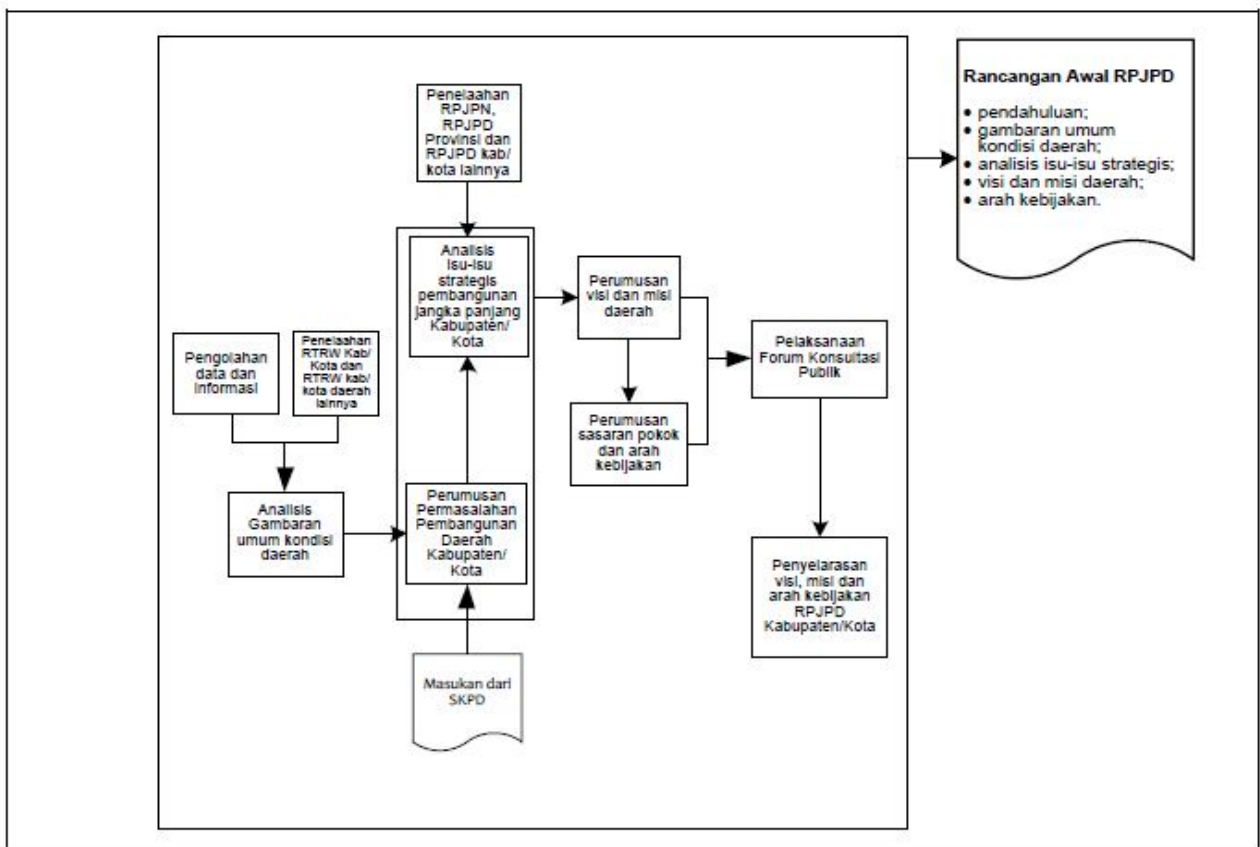 Penelaahan
RPJPN,
RPJPD
Provinsi dan
RPJPD kab/
kota lainnya
Analisis
Isu-isu
strategis
pembangunan
jangka panjang
Kabupaten/
Kota
Pengolahan
data dan
informasi
Penelaahan
RTRW Kab/
Kota dan
RTRW kab/
kota daerah
lainnya
Analisis
Gambaran
umum kondisi
daerah
Perumusan
Permasalahan
Pembangunan
Daerah
Kabupaten/
Kota
Masukan dari
SKPD
Perumusan
visi dan misi
daerah
Perumusan
sasaran pokok
dan arah
kebijakan
Pelaksanaan
Forum Konsultasi
Publik
Penyelarasan
visi, misi dan
arah kebijakan
RPJPD
Kabupaten/Kota
Rancangan Awal RPJPD
• pendahuluan;
• gambaran umum
kondisi daerah;
• analisis isu-isu strategis;
• visi dan misi daerah;
• arah kebijakan.